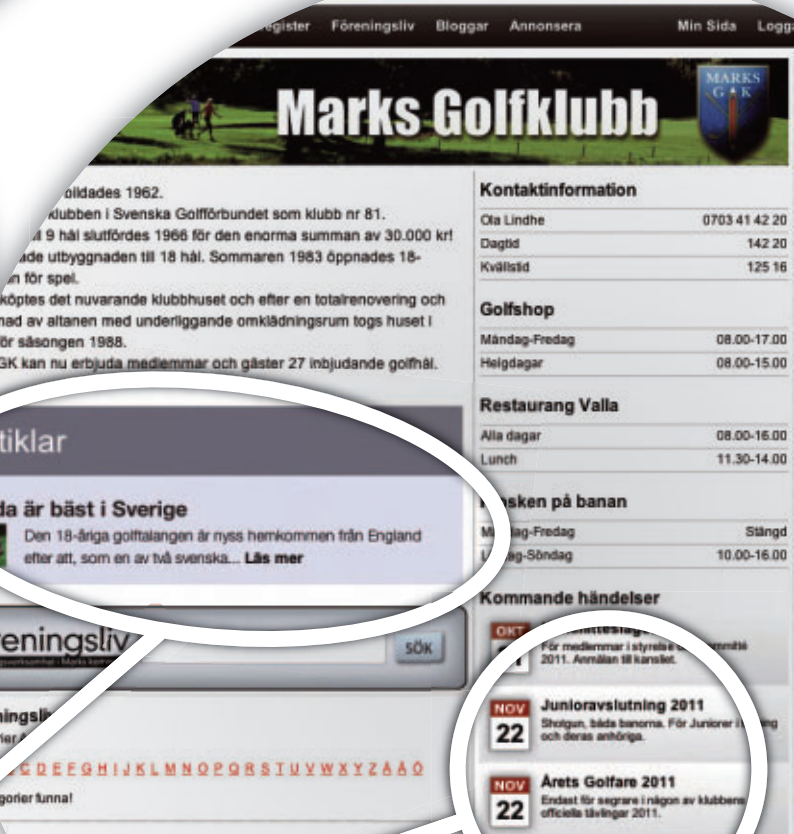 Föreningsliv Bloggar Annonsera Min Sida
Marks Golfklubb
MARKS
G K
1962.
i Svenska Golfförbundet som klubb nr 81.
9 hål slutfördes 1966 för den enorma summan av 30.000 kr!
utbyggnaden till 18 hål. Sommaren 1983 öppnades 18-
för spel.
köptes det nuvarande klubbhuset och efter en totalrenovering och
av altanen med underliggande omklädningsrum togs huset i
för säsongen 1988.
GK kan nu erbjuda medlemmar och gäster 27 inbjudande golfhål.
tiklar
da är bäst i Sverige
Den 18-åriga golftalangen är nyss hemkommen från England
efter att, som en av två svenska... Läs mer
eningsliv
SÖK
C D E F G H I J K L M N O P Q R S T U V W X Y Z Å Ä Ö
gorier funna!
Kontaktinformation
Ola Lindhe 0703 41 42 20
Dagtid 142 20
Kvällstid 125 16
Golfshop
Måndag-Fredag 08.00-17.00
Helgdagar 08.00-15.00
Restaurang Valla
Alla dagar 08.00-16.00
Lunch 11.30-14.00
sken på banan
ag-Fredag Stängd
ag-Söndag 10.00-16.00
Kommande händelser
OKT
För medlemmar i styrelse
2011. Anmälan till kansliet.
NOV
22
Junioravslutning 2011
Shotgun, båda banorna. För Juniorer i
och deras anhöriga.
NOV
22
Årets Golfare 2011
Endast för segrare i någon av klubbens
officiella tävlingar 2011.